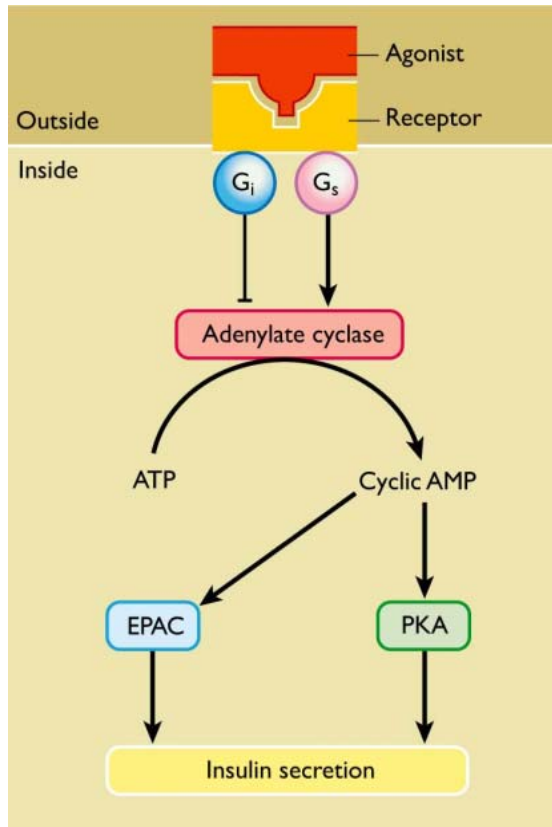 Agonist
Outside
Receptor
Inside
Gi
Gs
Adenylate cyclase
ATP
Cyclic AMP
EPAC
PKA
Insulin secretion